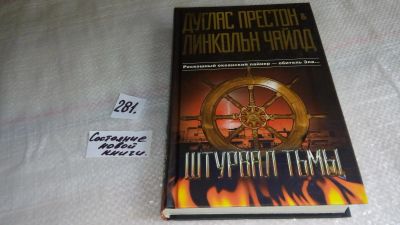 ДУГЛАС ПРЕСТОН &
ЛИНКОЛЬН ЧАЙЛД
Роскошный океанский лайнер — обитель Зла...
281.
Состояние
новой
книги.
ШТУРВАЛ ТЬМЫ